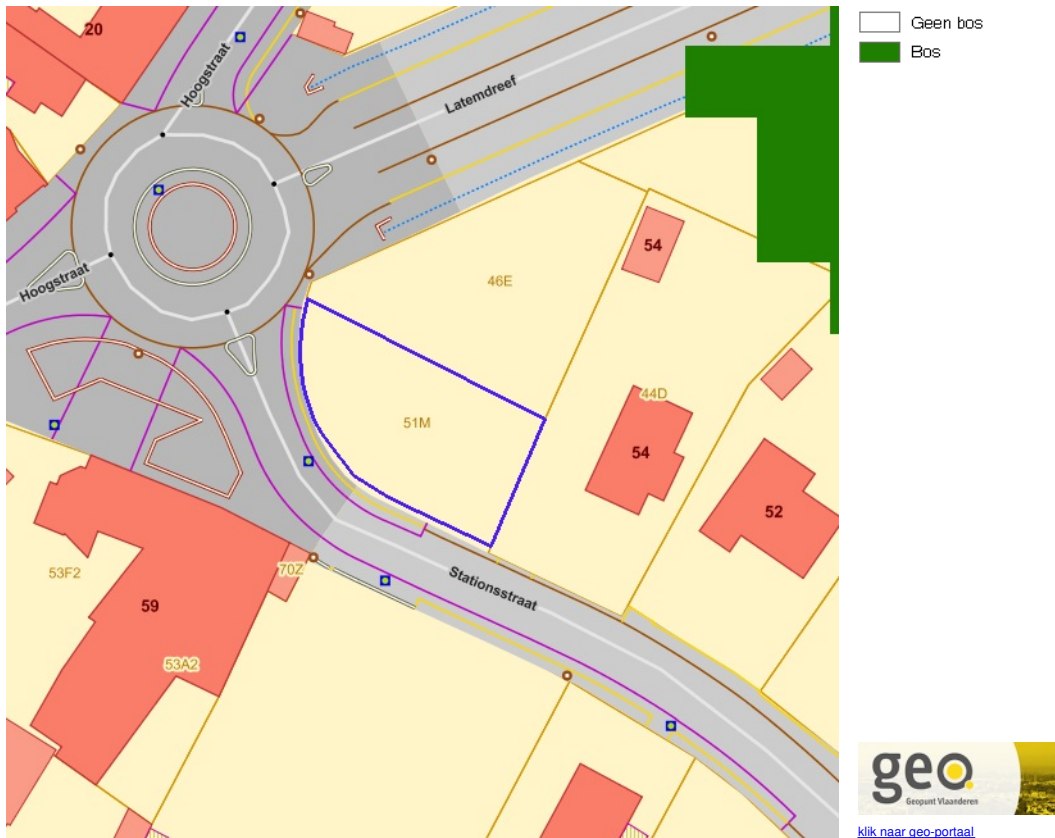 20
Hoogstraat
Latemdreef
Geen bos
Bos
Hoogstraat
46E
54
51M
44D
54
52
53F2
70Z
59
Stationsstraat
53A2
geo
Geopunt Vlaanderen
klik naar geo-portaal